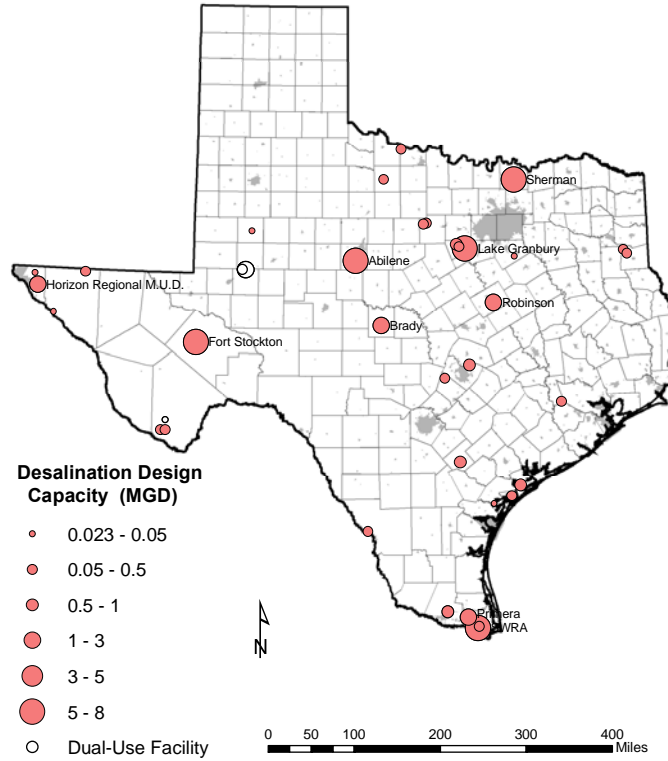 Sherman
Lake Granbury
Abilene
Horizon Regional M.U.D.
Robinson
Brady
Fort Stockton
Desalination Design
Capacity (MGD)
0.023 - 0.05
0.05 - 0.5
0.5 - 1
1 - 3
3 - 5
5 - 8
Dual-Use Facility
N
Primera
WRA
0 50 100 200 300 400
Miles